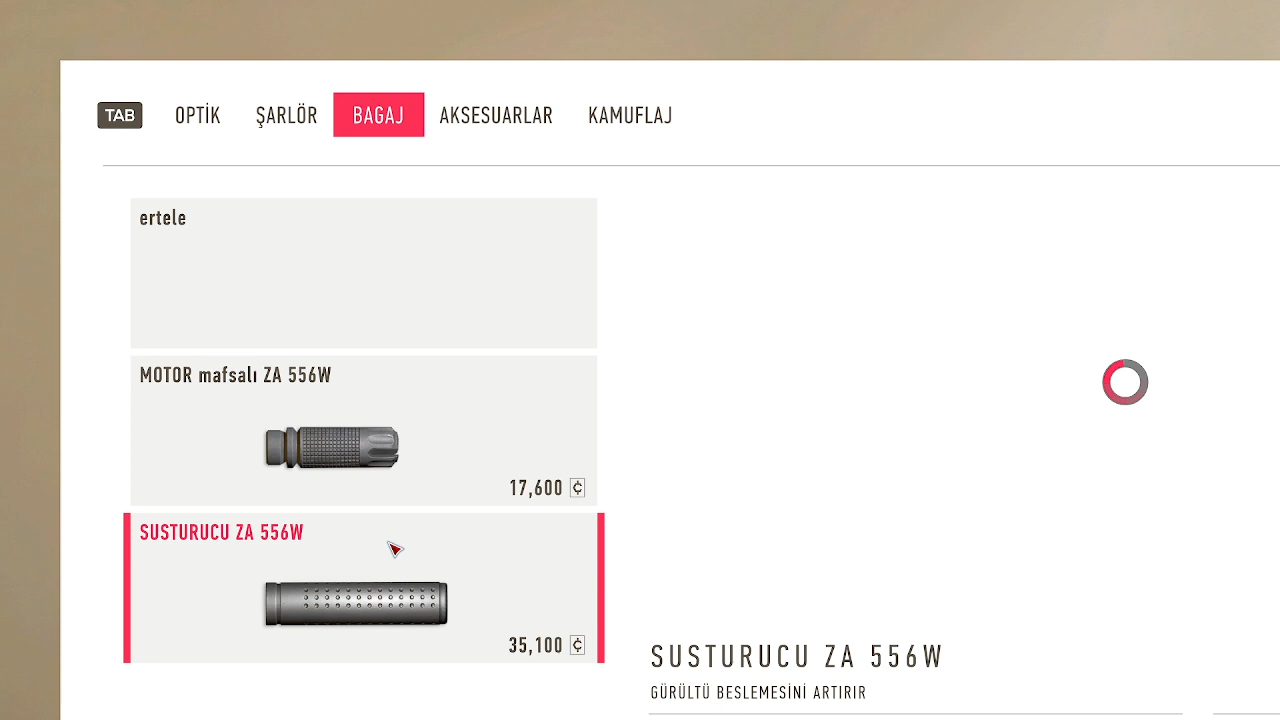 TAB OPTİK ŞARLÖR BAGAJ AKSESUARLAR KAMUFLAJ
ertele
MOTOR mafsalı ZA 556W
17,600 ₵
SUSTURUCU ZA 556W
35,100 ₵
SUSTURUCU ZA 556W
GÜRÜLTÜ BESLEMESİNİ ARTIRIR